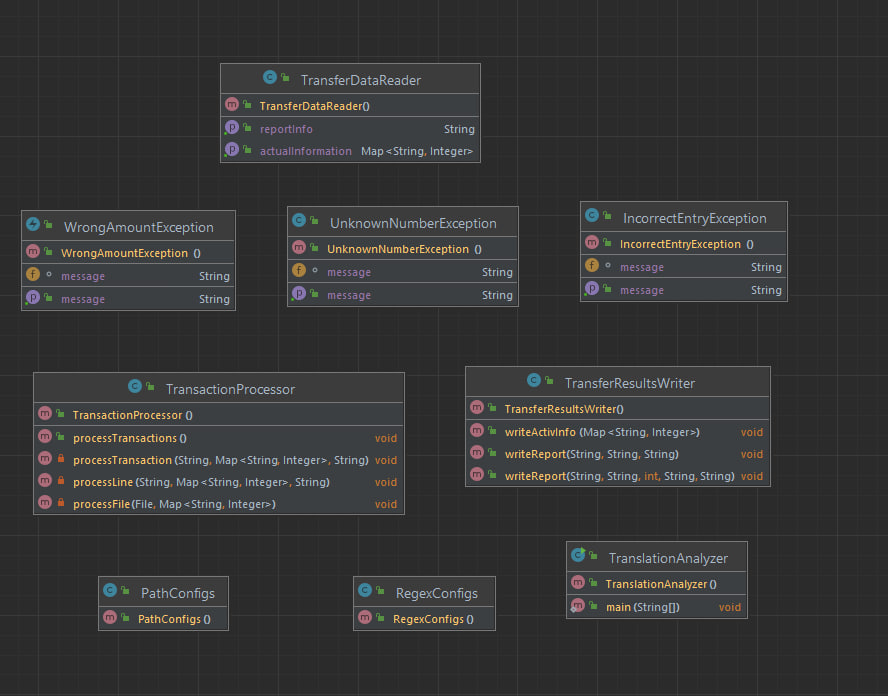 TransferDataReader
TransferDataReader()
reportInfo String
actualInformation Map<String, Integer>
WrongAmountException
WrongAmountException ()
message String
message String
UnknownNumberException
UnknownNumberException ()
message String
message String
IncorrectEntryException
IncorrectEntryException ()
message String
message String
TransactionProcessor
TransactionProcessor ()
processTransactions () void
processTransaction (String, Map<String, Integer>, String) void
processLine (String, Map<String, Integer>, String) void
processFile(File, Map<String, Integer>) void
TransferResultsWriter
TransferResultsWriter()
writeActivInfo (Map<String, Integer>) void
writeReport(String, String, String) void
writeReport(String, String, int, String, String) void
PathConfigs
PathConfigs ()
RegexConfigs
RegexConfigs ()
TranslationAnalyzer
TranslationAnalyzer ()
main (String[]) void